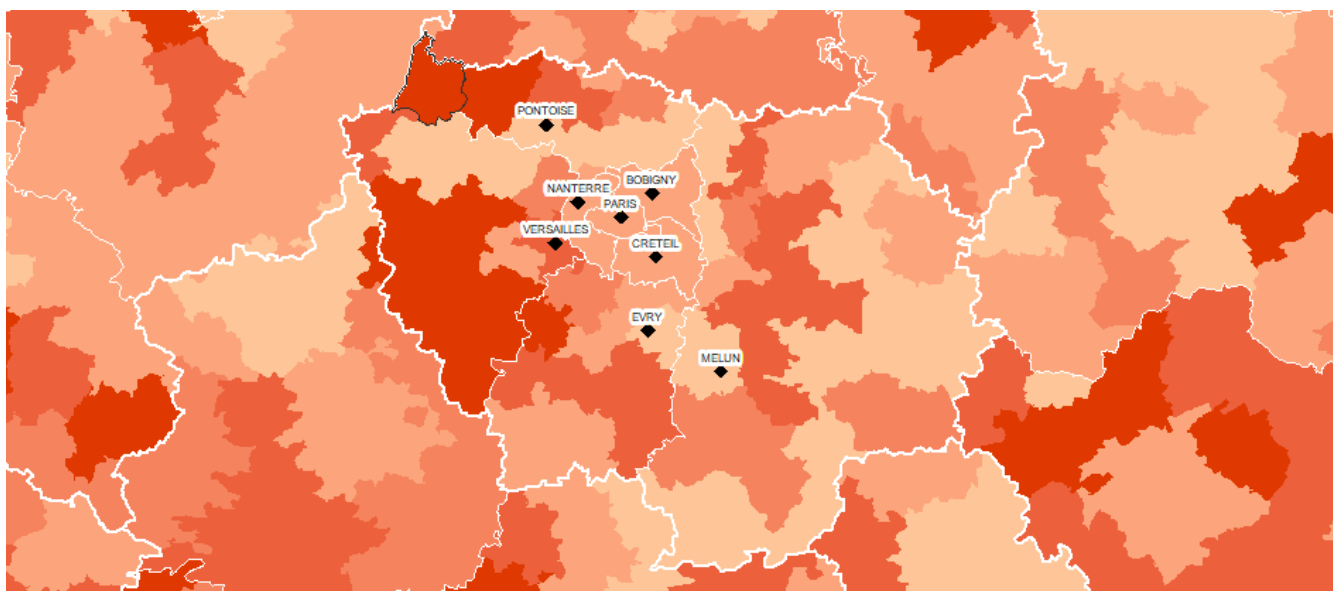 PONTOISE
BOBIGNY
NANTERRE
PARIS
VERSAILLES
CRETEIL
EVRY
MELUN